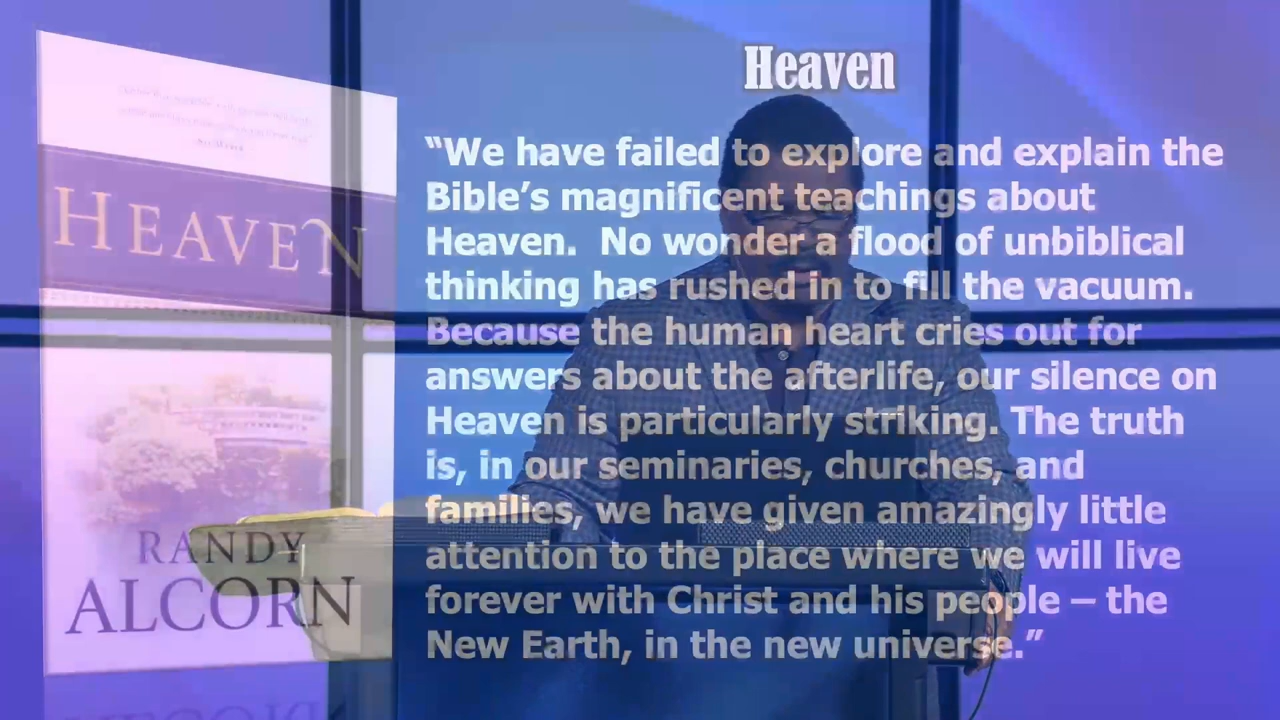 Heaven
“We have failed to explore and explain the
Bible’s magnificent teachings about
Heaven.  No wonder a flood of unbiblical
thinking has rushed in to fill the vacuum.
Because the human heart cries out for
answers about the afterlife, our silence on
Heaven is particularly striking. The truth
is, in our seminaries, churches, and
families, we have given amazingly little
attention to the place where we will live
forever with Christ and his people – the
New Earth, in the new universe.”
HEAVEN
RANDY
ALCORN